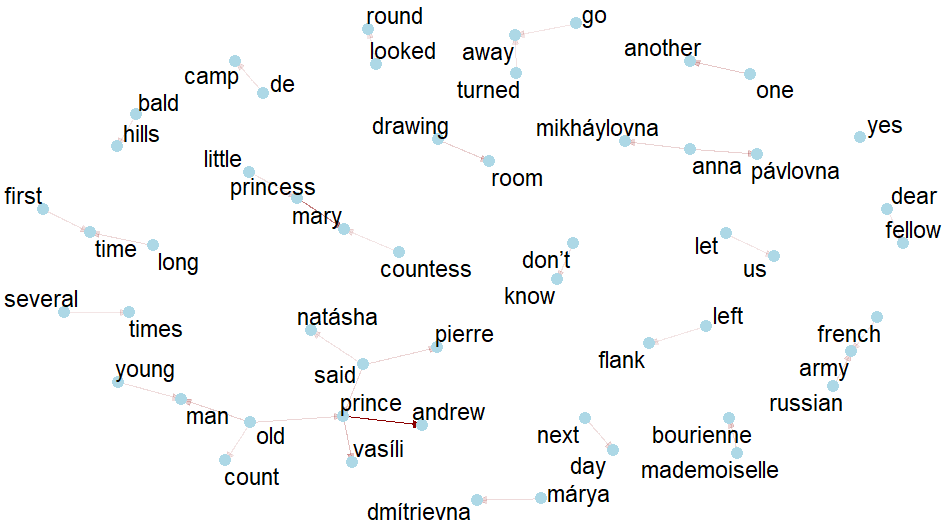 round
go
looked
away
another
camp
de
turned
one
bald
drawing
mikháylovna
yes
hills
little
room
anna
pávlovna
princess
first
mary
dear
time
long
countess
don’t
let
fellow
us
know
several
times
natásha
pierre
left
french
flank
young
said
army
man
prince
andrew
russian
old
next
bourienne
count
vasíli
day
mademoiselle
dmítrievna
márya